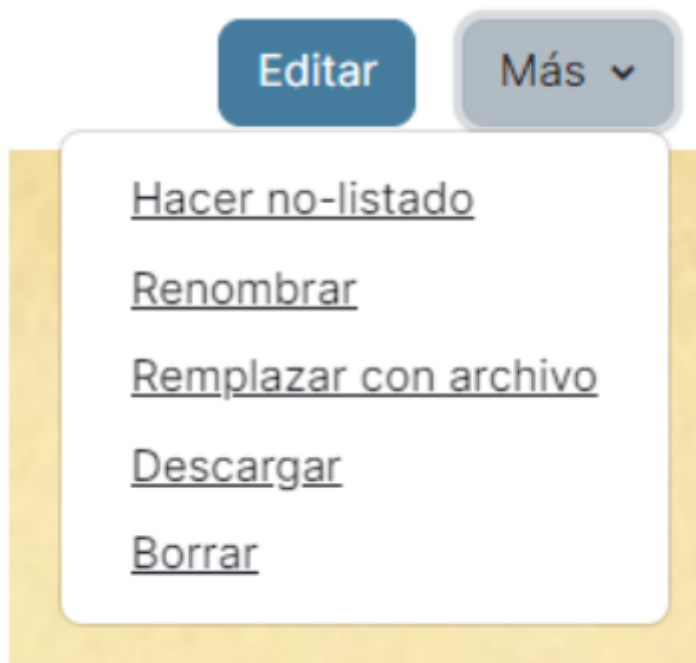 Editar
Más
Hacer no-listado
Renombrar
Remplazar con archivo
Descargar
Borrar